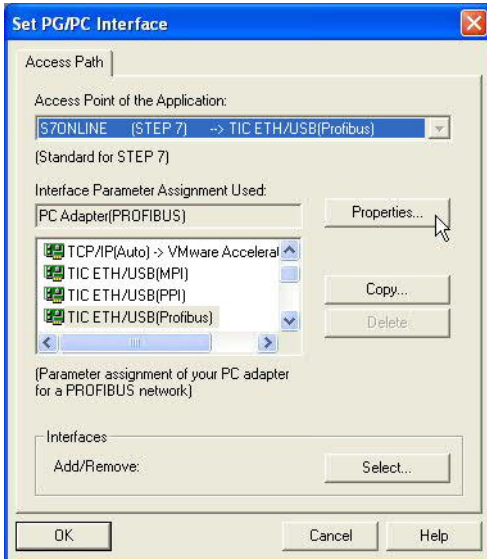 Set PG/PC Interface
Access Path
Access Point of the Application:
S7ONLINE (STEP 7) --> TIC ETH/USB(Profibus)
(Standard for STEP 7)
Interface Parameter Assignment Used:
PC Adapter(PROFIBUS)
Properties...
TCP/IP(Auto) -> VMware Accelerat
TIC ETH/USB(MPI)
TIC ETH/USB(PPI)
TIC ETH/USB(Profibus)
Copy...
Delete
(Parameter assignment of your PC adapter
for a PROFIBUS network)
Interfaces
Add/Remove:
Select...
OK
Cancel
Help